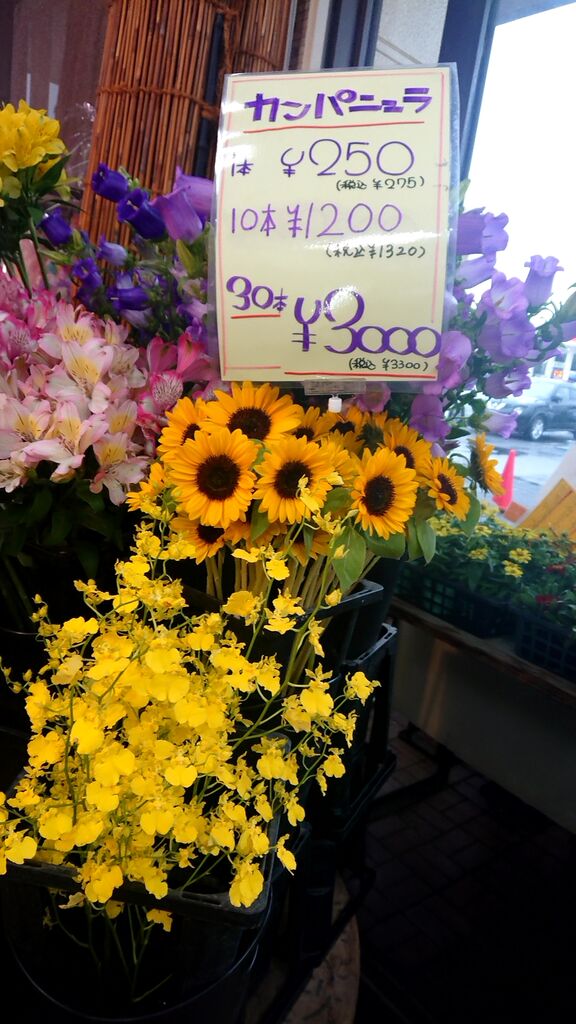 カンパニュラ
1本 ¥250
(税込 ¥275)
10本 ¥1200
(税込 ¥1320)
30本 ¥3000
(税込 ¥3300)